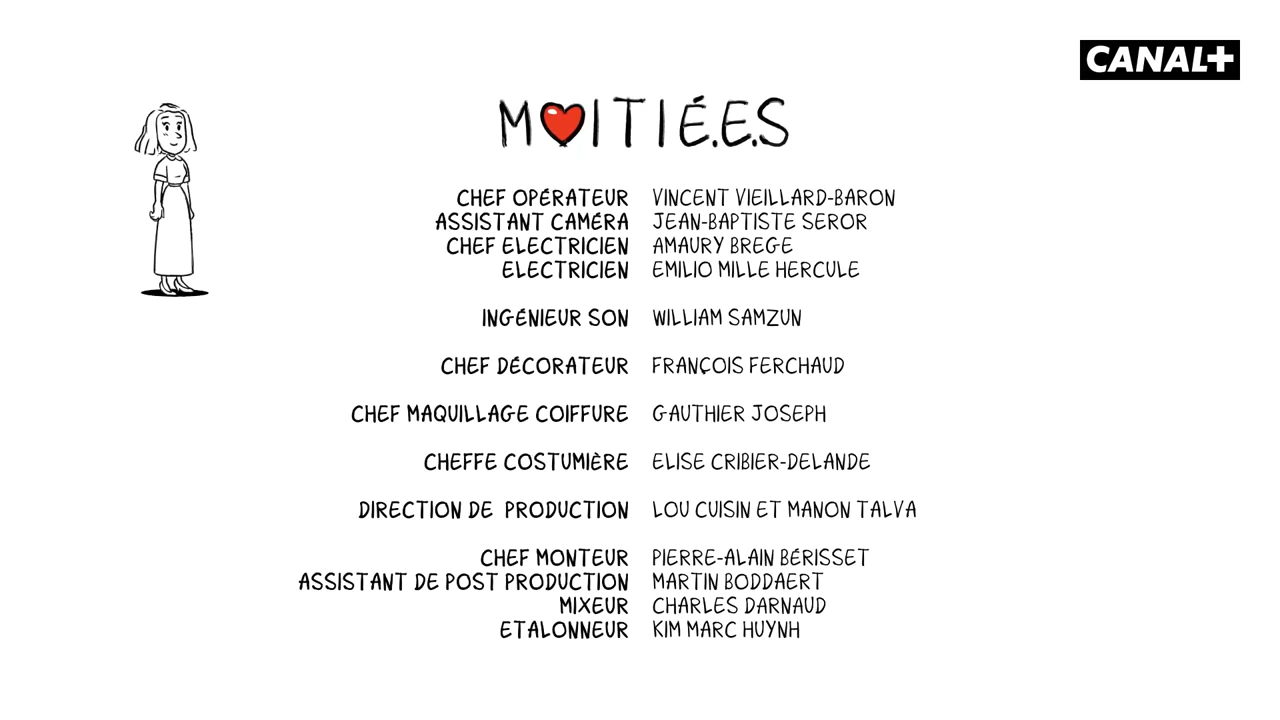 CANAL+
M❤ITIÉ.E.S
CHEF OPÉRATEUR VINCENT VIEILLARD-BARON
ASSISTANT CAMÉRA JEAN-BAPTISTE SEROR
CHEF ELECTRICIEN AMAURY BREGE
ELECTRICIEN EMILIO MILLE HERCULE
INGÉNIEUR SON WILLIAM SAMZUN
CHEF DÉCORATEUR FRANÇOIS FERCHAUD
CHEF MAQUILLAGE COIFFURE GAUTHIER JOSEPH
CHEFFE COSTUMIÈRE ELISE CRIBIER-DELANDE
DIRECTION DE PRODUCTION LOU CUISIN ET MANON TALVA
CHEF MONTEUR PIERRE-ALAIN BÉRISSET
ASSISTANT DE POST PRODUCTION MARTIN BODDAERT
MIXEUR CHARLES DARNAUD
ETALONNEUR KIM MARC HUYNH